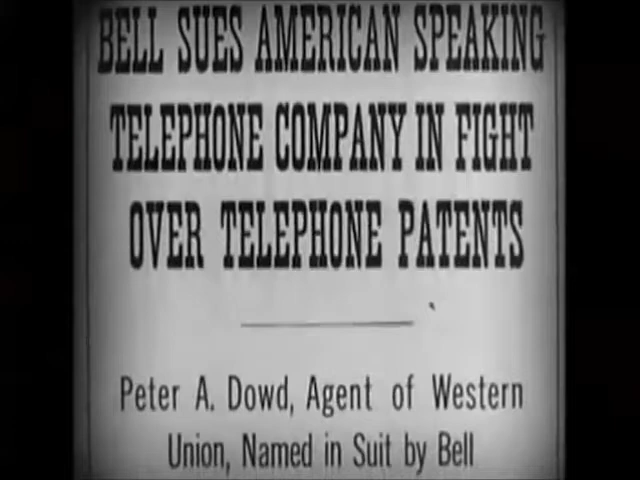 BELL SUES AMERICAN SPEAKING
TELEPHONE COMPANY IN FIGHT
OVER TELEPHONE PATENTS
Peter A. Dowd, Agent of Western
Union, Named in Suit by Bell